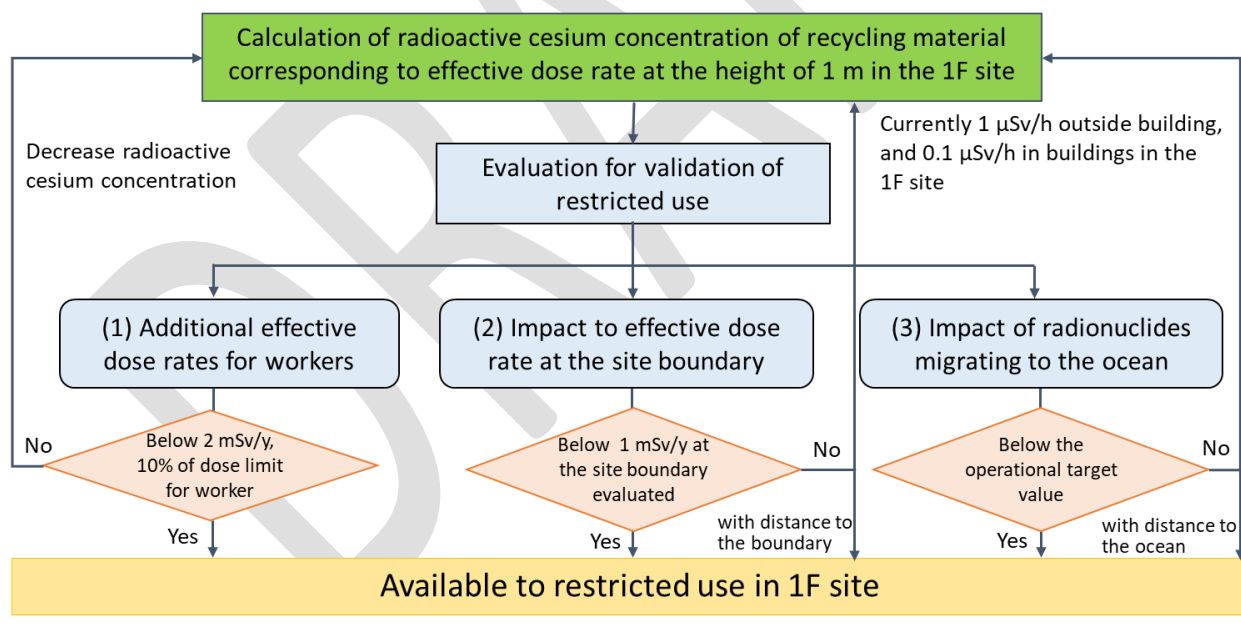 Calculation of radioactive cesium concentration of recycling material
corresponding to effective dose rate at the height of 1 m in the 1F site
Decrease radioactive
cesium concentration
Evaluation for validation of
restricted use
Currently 1 μSv/h outside building,
and 0.1 μSv/h in buildings in the
1F site
(1) Additional effective
dose rates for workers
(2) Impact to effective dose
rate at the site boundary
(3) Impact of radionuclides
migrating to the ocean
No
Below 2 mSv/y,
10% of dose limit
for worker
Yes
Below 1 mSv/y at
the site boundary
evaluated
No
Yes
with distance to
the boundary
Below the
operational target
value
No
Yes
with distance to
the ocean
Available to restricted use in 1F site
DRA